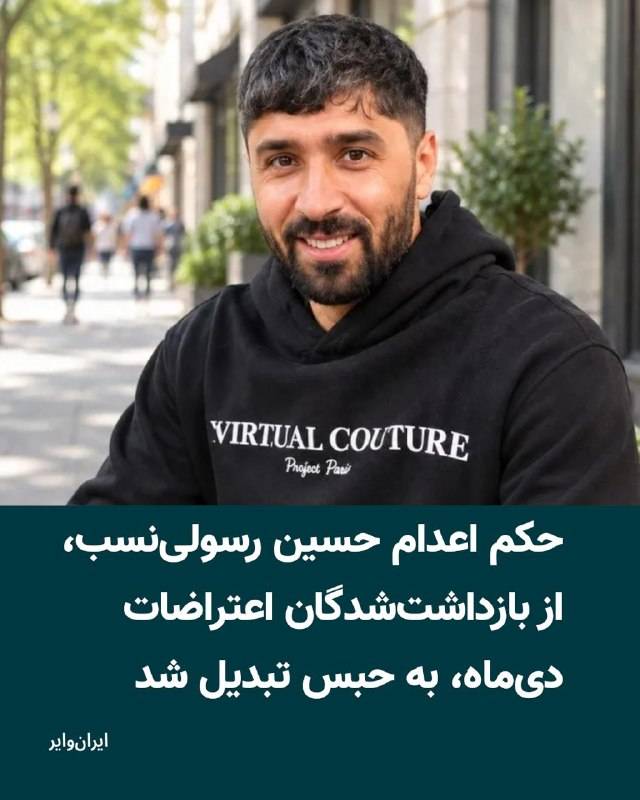 VIRTUAL COUTURE
Project Paris
حکم اعدام حسین رسولی‌نسب،
از بازداشت‌شدگان اعتراضات
دی‌ماه، به حبس تبدیل شد
ایران‌وایر